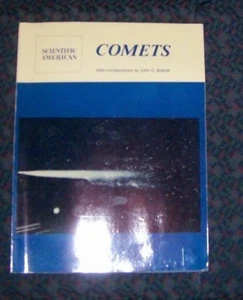 SCIENTIFIC
AMERICAN
COMETS
With introductions by John C. Brandt